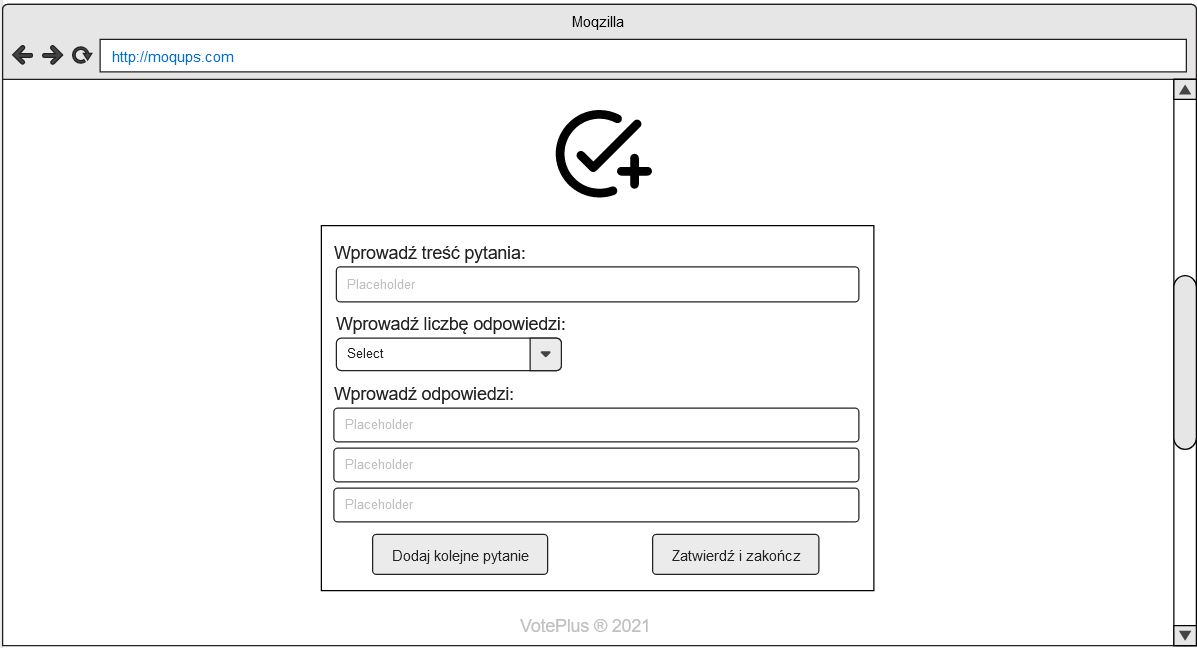 Moqzilla
http://moqups.com
Wprowadź treść pytania:
Placeholder
Wprowadź liczbę odpowiedzi:
Select
Wprowadź odpowiedzi:
Placeholder
Placeholder
Placeholder
Dodaj kolejne pytanie
Zatwierdź i zakończ
VotePlus ® 2021